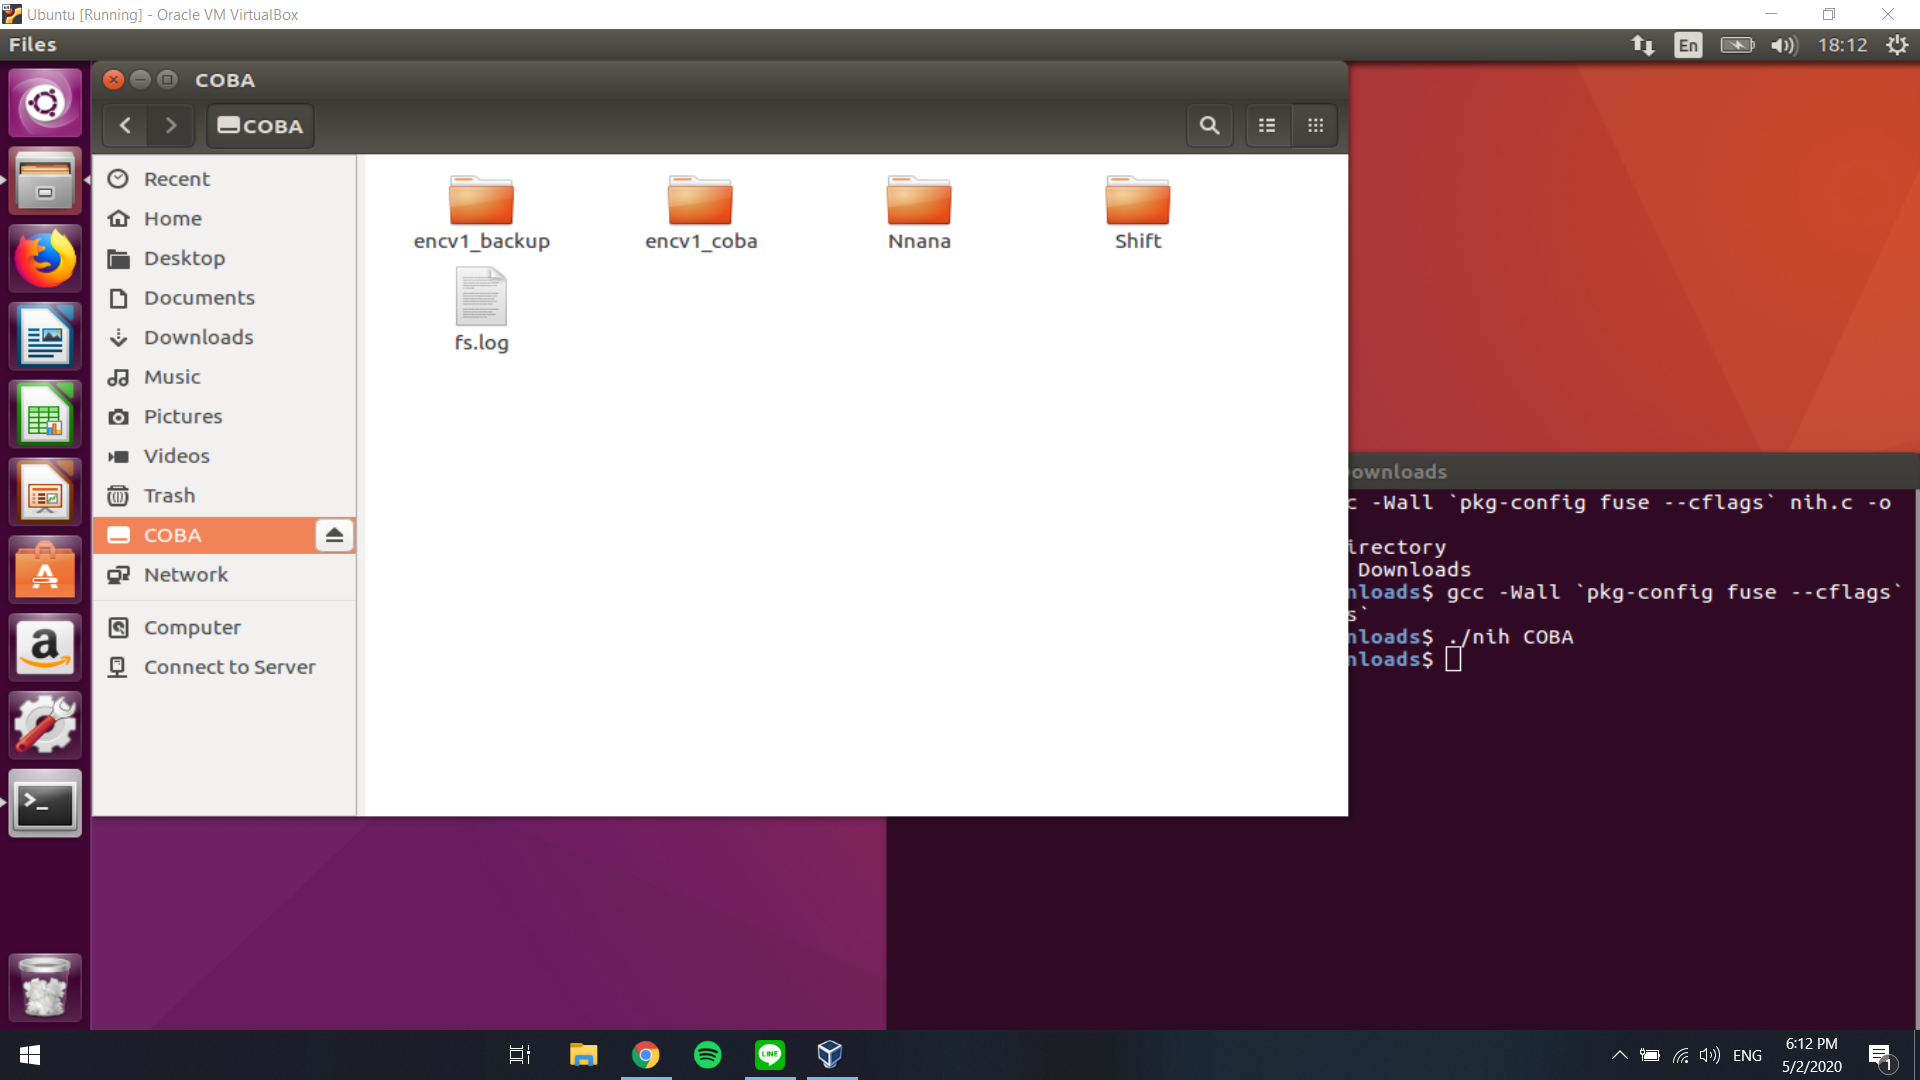 Ubuntu [Running] - Oracle VM VirtualBox
Files
En
18:12
COBA
COBA
Recent
Home
Desktop
Documents
Downloads
Music
Pictures
Videos
Trash
COBA
Network
Computer
Connect to Server
encv1_backup
encv1_coba
Nnana
Shift
fs.log
ownloads
c -Wall `pkg-config fuse --cflags` nih.c -o
irectory
Downloads
nloads$ gcc -Wall `pkg-config fuse --cflags`
s`
nloads$ ./nih COBA
nloads$
a
LINE
ENG
6:12 PM
5/2/2020
1